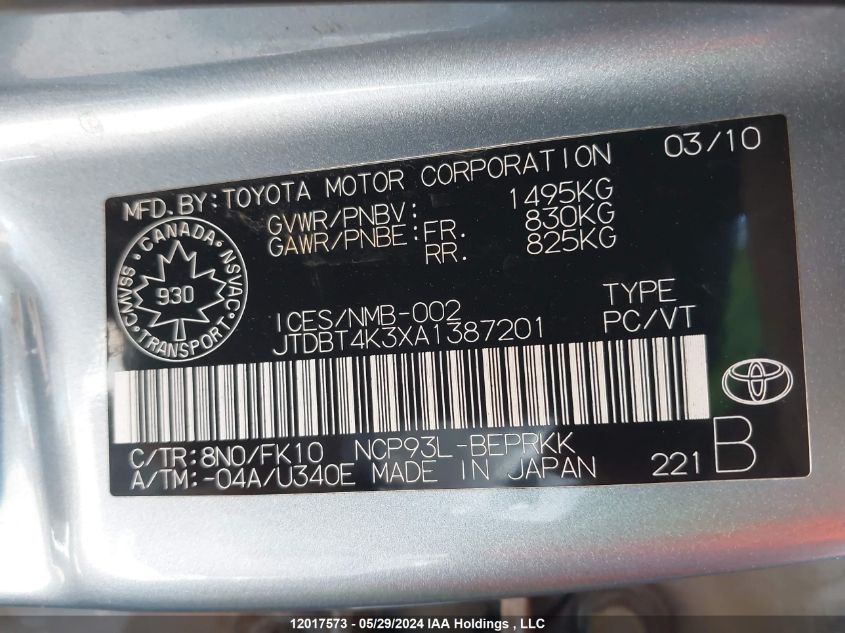 MFD.BY:TOYOTA MOTOR CORPORATION 03/10
GVWR/PNBV: 1495KG
GAWR/PNBE:FR. 830KG
RR. 825KG
CANADA
CMVSS NSVAC
930
TRANSPORT
ICES/NMB-002 TYPE
JTDBT4K3XA1387201 PC/VT
C/TR:8N0/FK10 NCP93L-BEPRKK
A/TM:-04A/U340E MADE IN JAPAN 221 B
12017573 - 05/29/2024 IAA Holdings , LLC